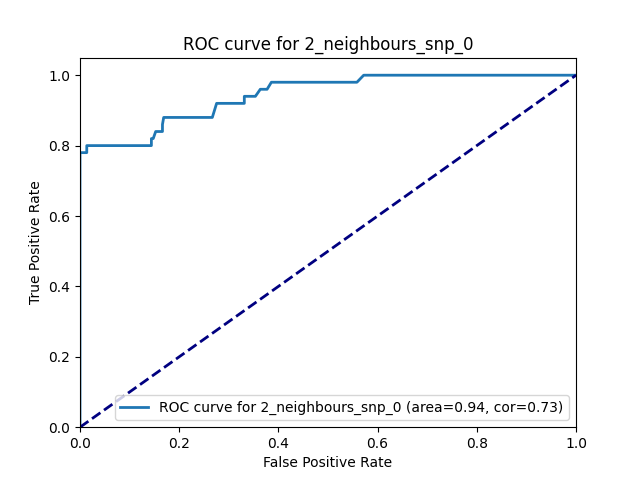 ROC curve for 2_neighbours_snp_0
True Positive Rate
1.0
0.8
0.6
0.4
0.2
0.0
ROC curve for 2_neighbours_snp_0 (area=0.94, cor=0.73)
0.0 0.2 0.4 0.6 0.8 1.0
False Positive Rate